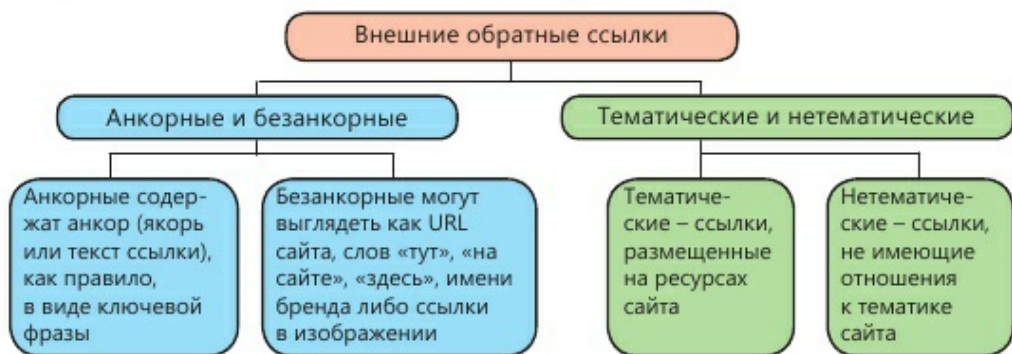 Внешние обратные ссылки
Анкорные и безанкорные
Тематические и нетематические
Анкорные содер-
жат анкор (якорь
или текст ссылки),
как правило,
в виде ключевой
фразы
Безанкорные могут
выглядеть как URL
сайта, слов «тут», «на
сайте», «здесь», имени
бренда либо ссылки
в изображении
Тематиче-
ские – ссылки,
размещенные
на ресурсах
сайта
Нетематиче-
ские – ссылки,
не имеющие
отношения
к тематике
сайта